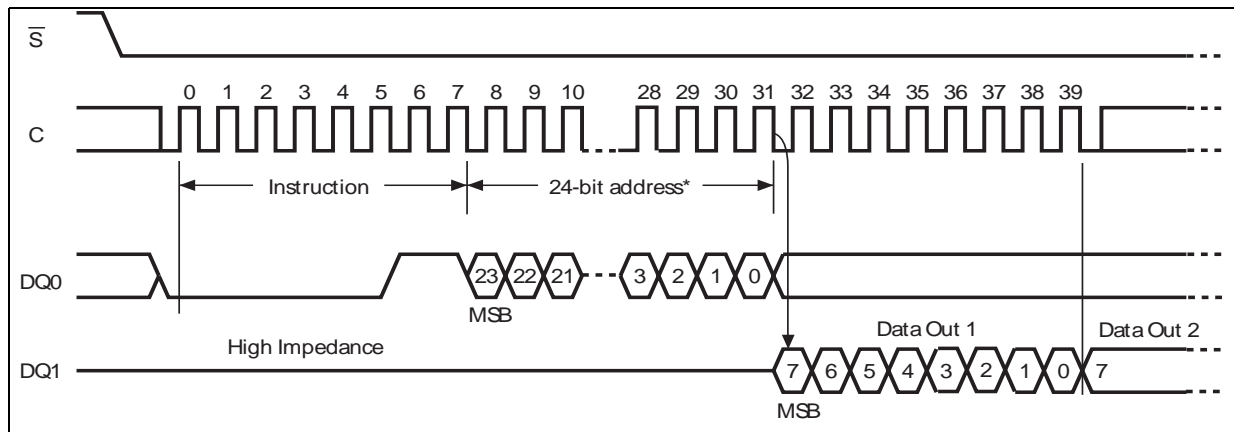 S
0 1 2 3 4 5 6 7 8 9 10 28 29 30 31 32 33 34 35 36 37 38 39
C
Instruction 24-bit address*
DQ0 23 22 21 3 2 1 0
MSB
High Impedance Data Out 1 Data Out 2
DQ1 7 6 5 4 3 2 1 0 7
MSB